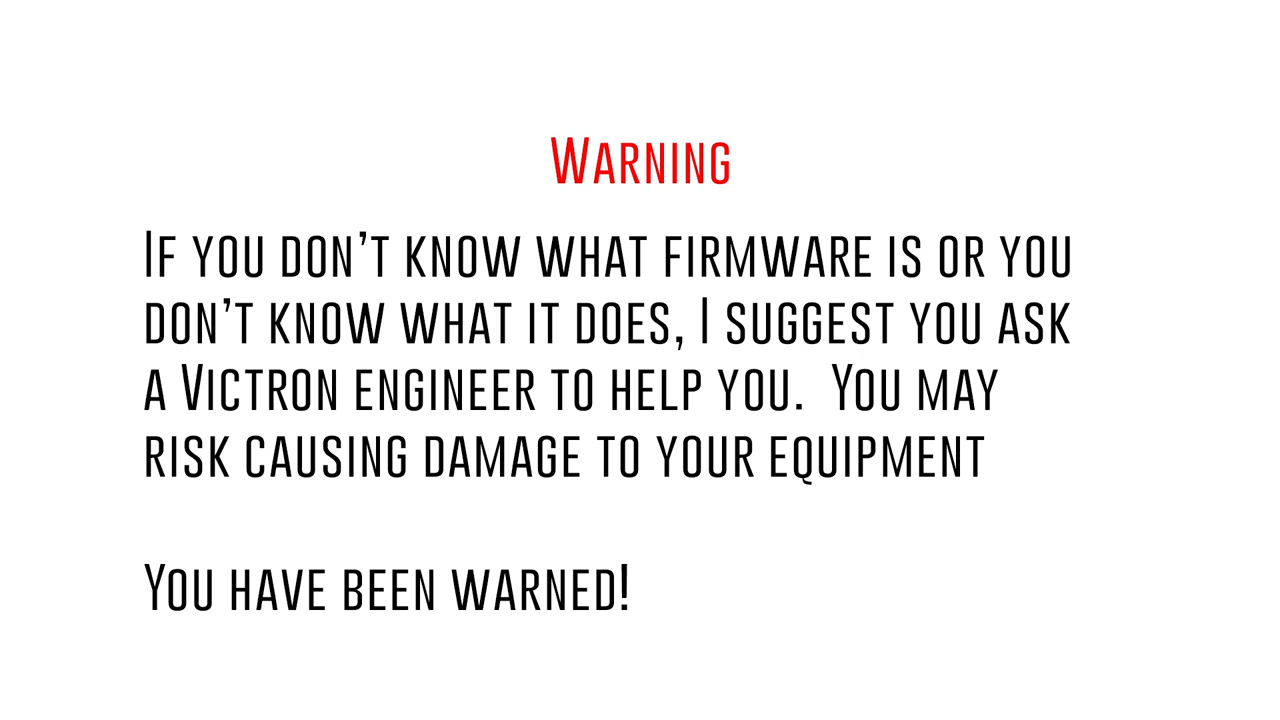 Warning
If you don’t know what firmware is or you
don’t know what it does, I suggest you ask
a Victron engineer to help you.  You may
risk causing damage to your equipment
You have been warned!